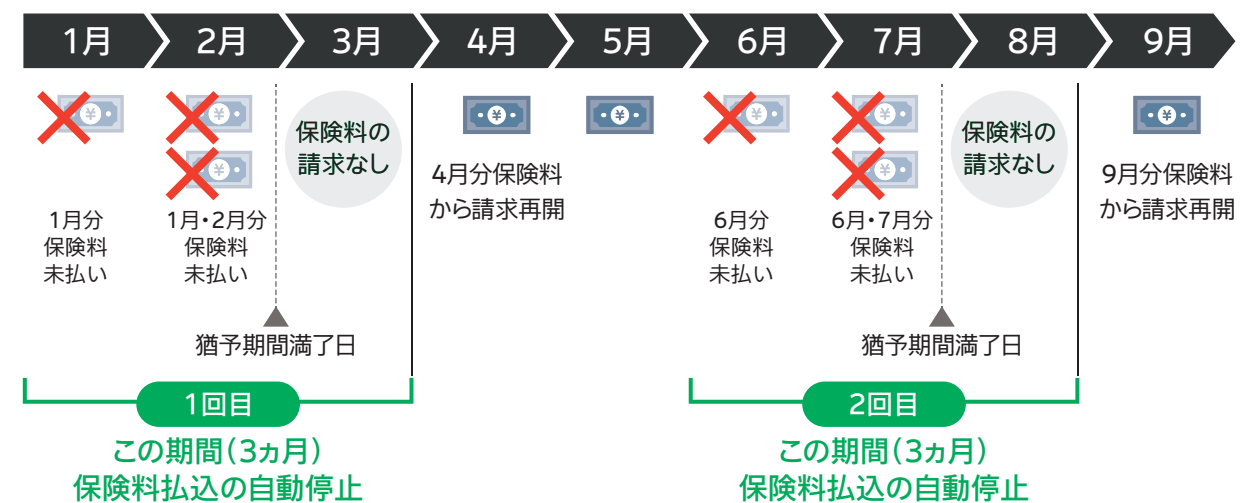 1月 2月 3月 4月 5月 6月 7月 8月 9月
1月分
保険料
未払い
1月・2月分
保険料
未払い
保険料の
請求なし
4月分保険料
から請求再開
6月分
保険料
未払い
6月・7月分
保険料
未払い
保険料の
請求なし
9月分保険料
から請求再開
猶予期間満了日
猶予期間満了日
1回目
この期間(3ヵ月)
保険料払込の自動停止
2回目
この期間(3ヵ月)
保険料払込の自動停止